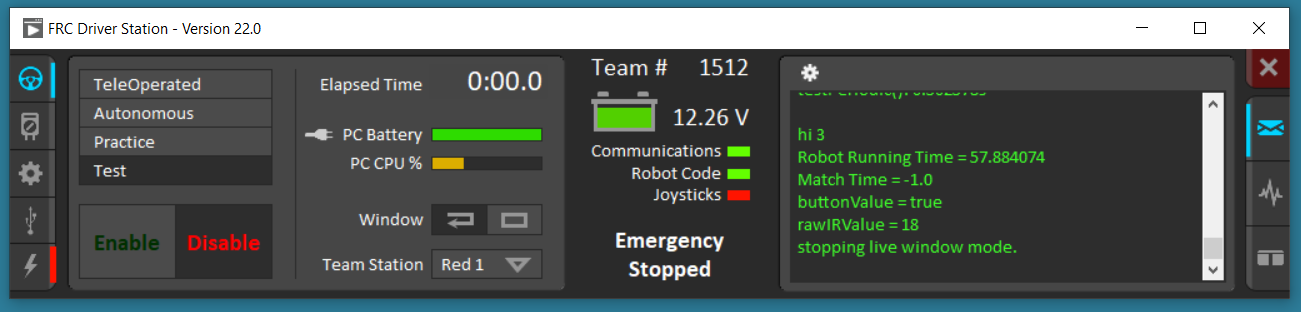 FRC Driver Station - Version 22.0
TeleOperated
Autonomous
Practice
Test
Enable
Disable
Elapsed Time 0:00.0
PC Battery
PC CPU %
Window
Team Station Red 1
Team # 1512
12.26 V
Communications
Robot Code
Joysticks
Emergency
Stopped
hi 3
Robot Running Time = 57.884074
Match Time = -1.0
buttonValue = true
rawIRValue = 18
stopping live window mode.